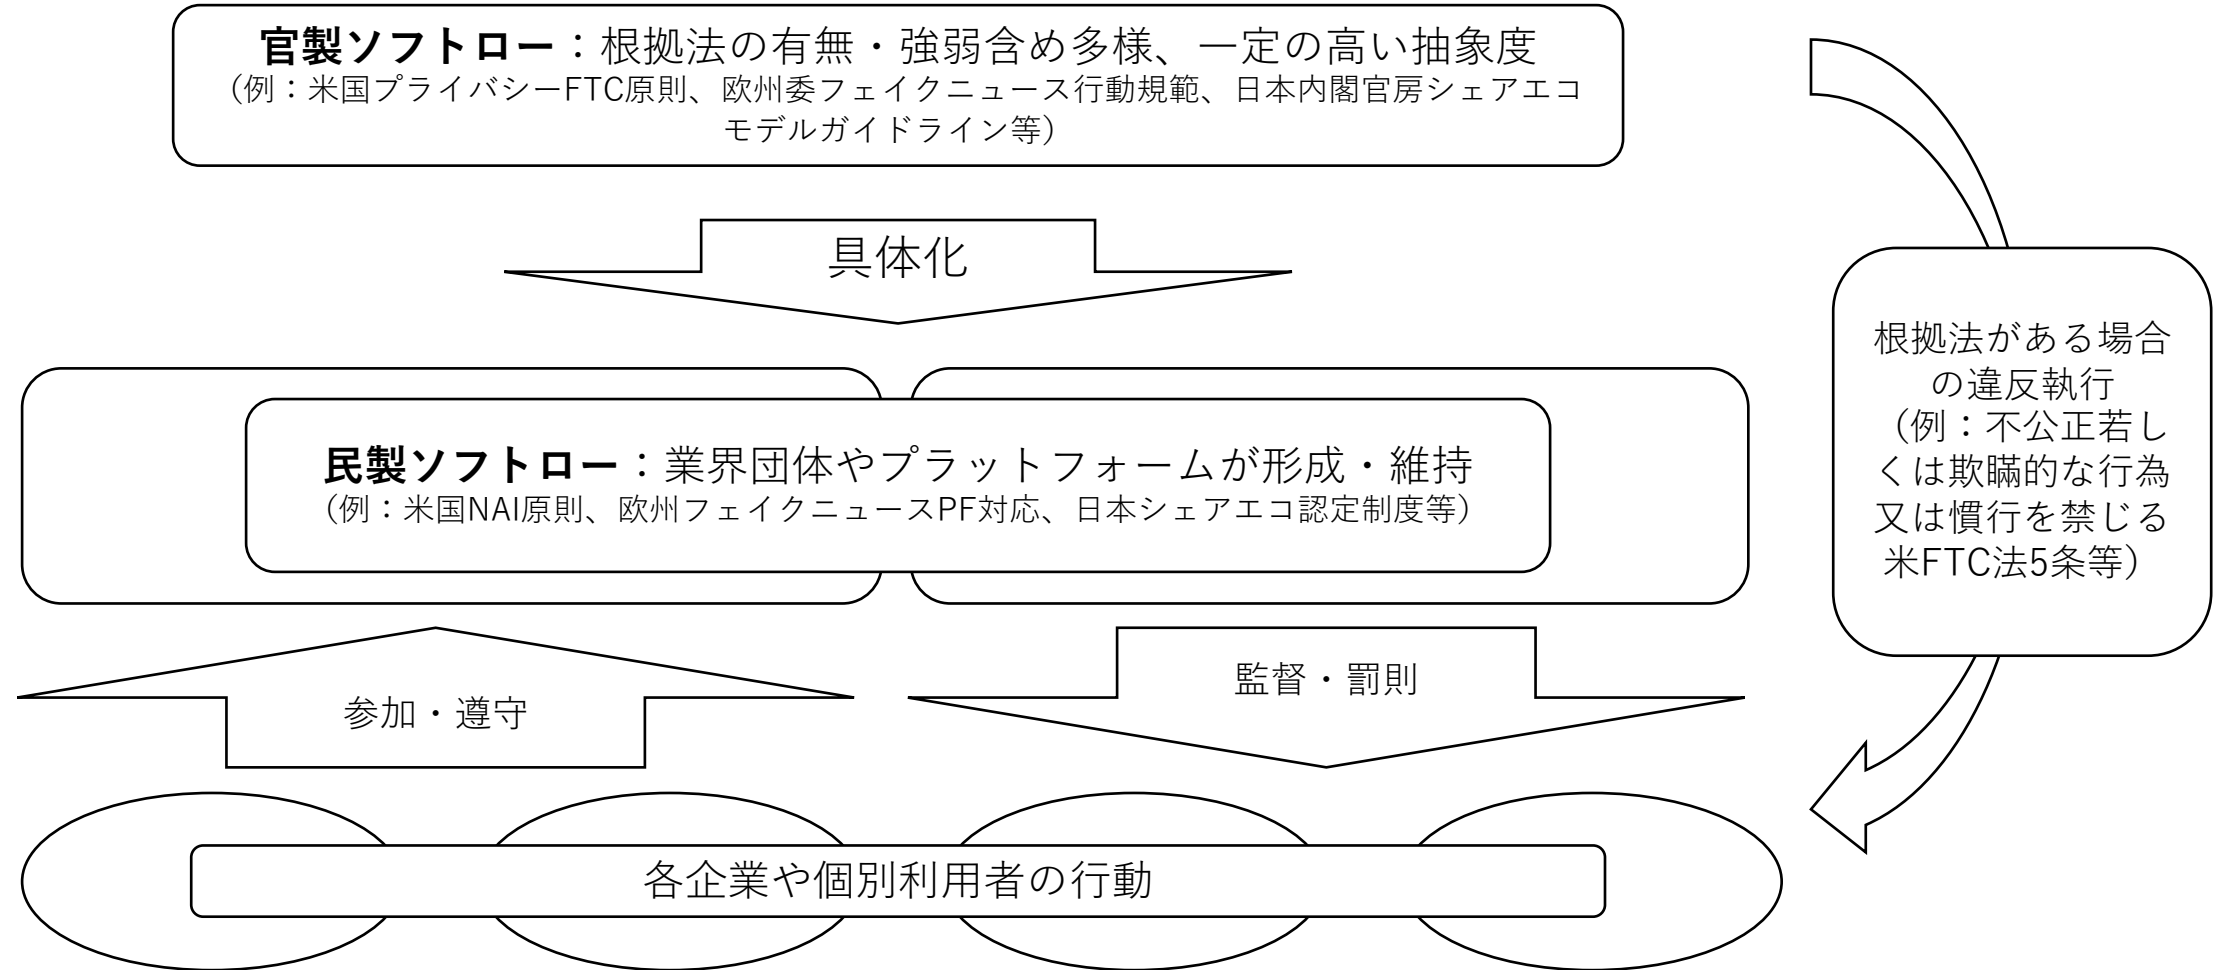 官製ソフトロー：根拠法の有無・強弱含め多様、一定の高い抽象度
（例：米国プライバシーFTC原則、欧州委フェイクニュース行動規範、日本内閣官房シェアエコ
モデルガイドライン等）
具体化
民製ソフトロー：業界団体やプラットフォームが形成・維持
（例：米国NAI原則、欧州フェイクニュースPF対応、日本シェアエコ認定制度等）
根拠法がある場合
の違反執行
（例：不公正若し
くは欺瞞的な行為
又は慣行を禁じる
米FTC法5条等）
参加・遵守
監督・罰則
各企業や個別利用者の行動